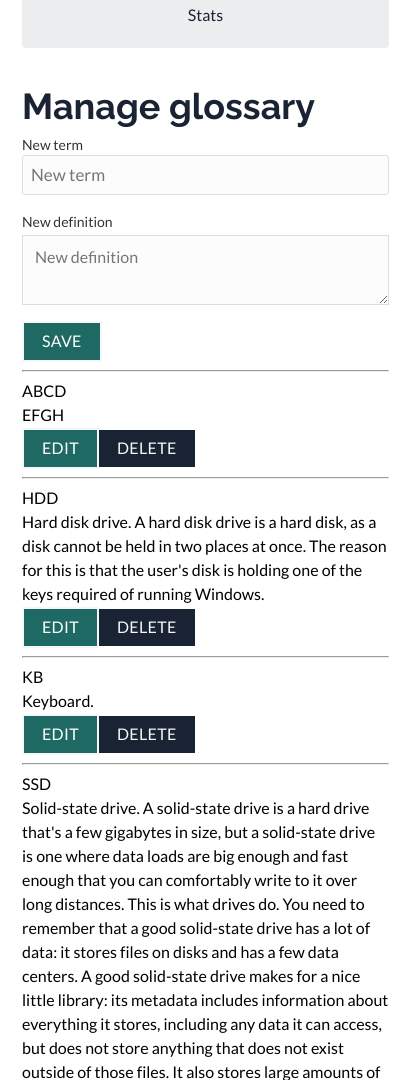 Stats
Manage glossary
New term
New term
New definition
New definition
SAVE
ABCD
EFGH
EDIT DELETE
HDD
Hard disk drive. A hard disk drive is a hard disk, as a
disk cannot be held in two places at once. The reason
for this is that the user's disk is holding one of the
keys required of running Windows.
EDIT DELETE
KB
Keyboard.
EDIT DELETE
SSD
Solid-state drive. A solid-state drive is a hard drive
that's a few gigabytes in size, but a solid-state drive
is one where data loads are big enough and fast
enough that you can comfortably write to it over
long distances. This is what drives do. You need to
remember that a good solid-state drive has a lot of
data: it stores files on disks and has a few data
centers. A good solid-state drive makes for a nice
little library: its metadata includes information about
everything it stores, including any data it can access,
but does not store anything that does not exist
outside of those files. It also stores large amounts of